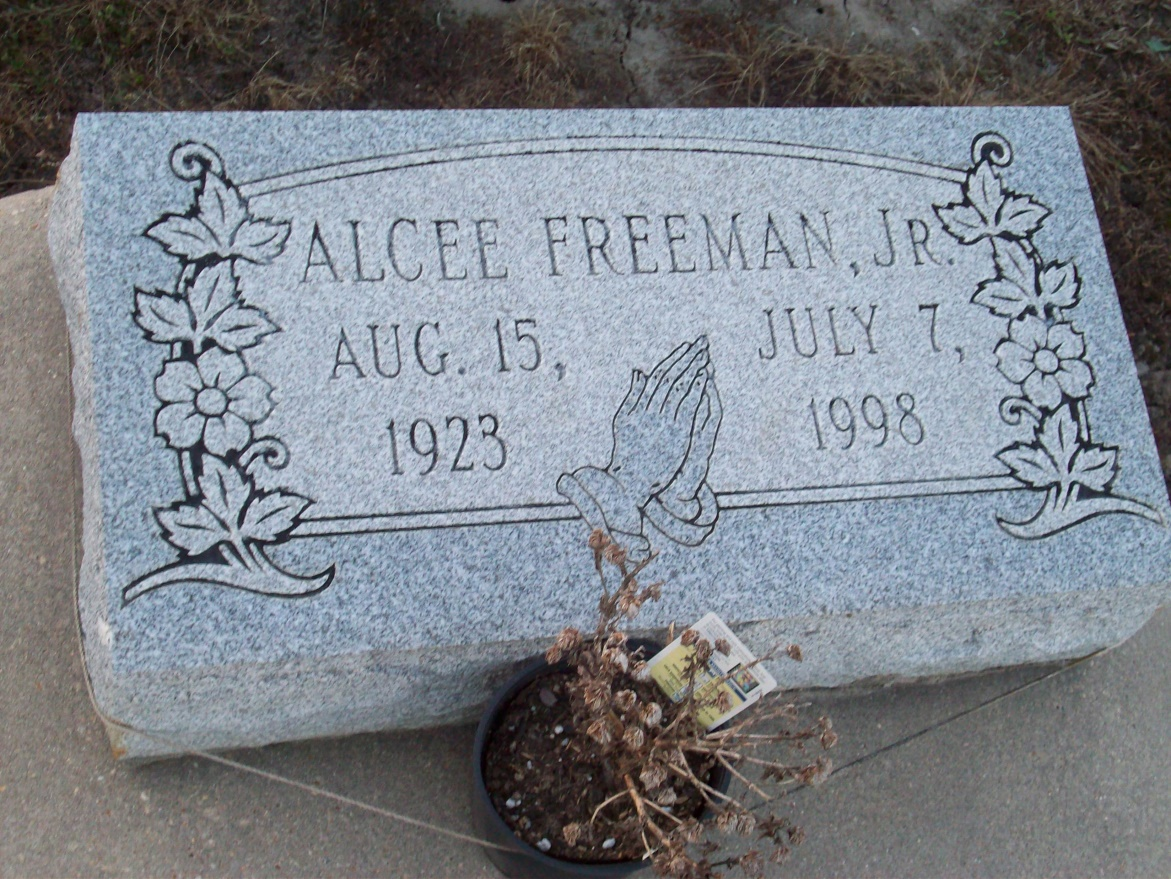 ALCEE FREEMAN, JR.
AUG. 15, JULY 7,
1923 1998